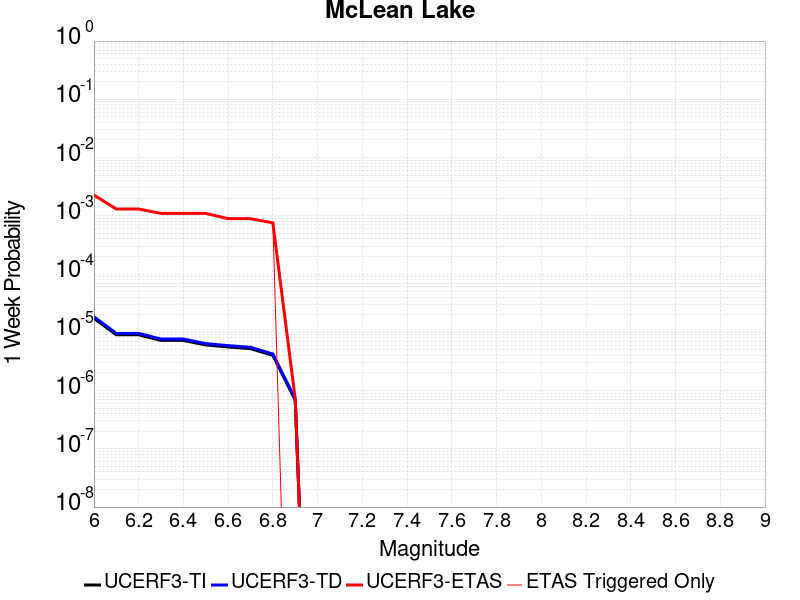 McLean Lake
10^0
10^-1
10^-2
10^-3
10^-4
10^-5
10^-6
10^-7
10^-8
1 Week Probability
6 6.2 6.4 6.6 6.8 7 7.2 7.4 7.6 7.8 8 8.2 8.4 8.6 8.8 9
Magnitude
UCERF3-TI UCERF3-TD UCERF3-ETAS ETAS Triggered Only